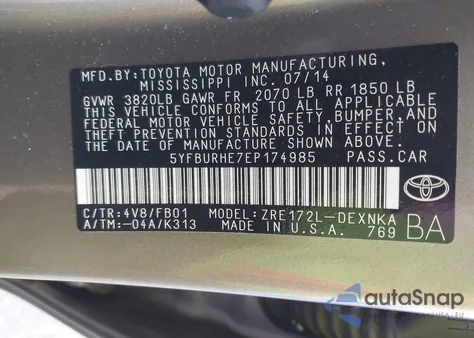 MFD.BY: TOYOTA MOTOR MANUFACTURING,
MISSISSIPPI INC. 07/14
GVWR 3820LB GAWR FR 2070 LB RR 1850 LB
THIS VEHICLE CONFORMS TO ALL APPLICABLE
FEDERAL MOTOR VEHICLE SAFETY, BUMPER, AND
THEFT PREVENTION STANDARDS IN EFFECT ON
THE DATE OF MANUFACTURE SHOWN ABOVE.
5YFBURHE7EP174985 PASS.CAR
C/TR: 4V8/FB01 MODEL: ZRE172L-DEXNKA
A/TM:-04A/K313 MADE IN U.S.A. 769 BA
autoSnap